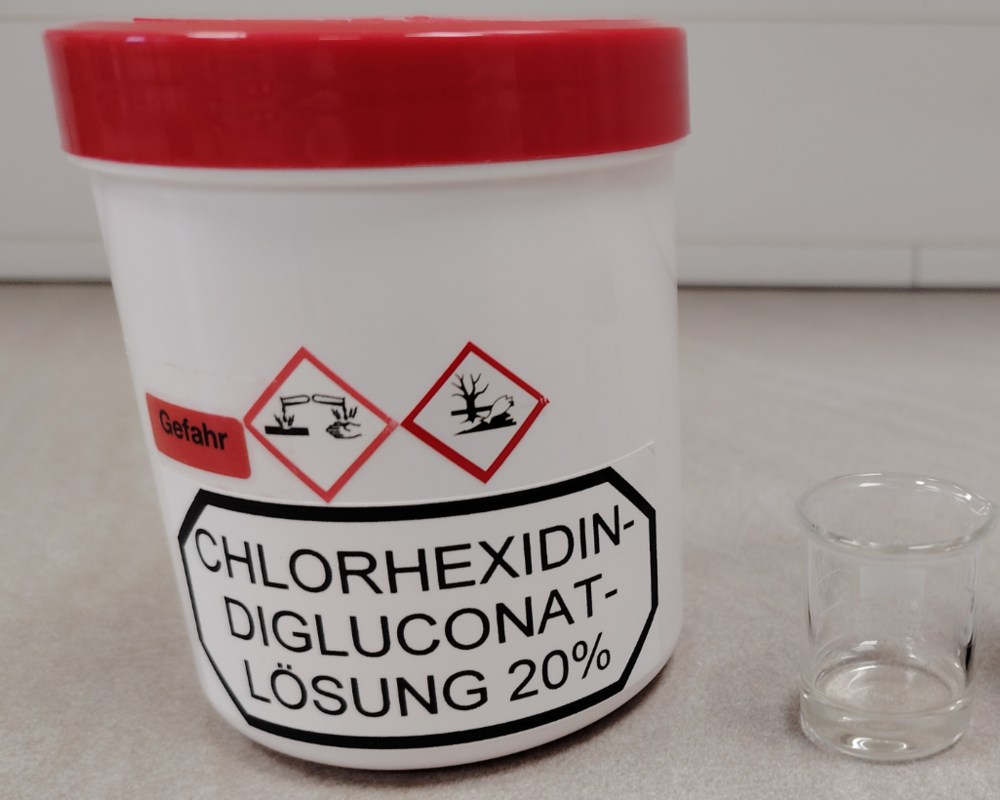 Gefahr
CHLORHEXIDIN-
DIGLUCONAT-
LÖSUNG 20%